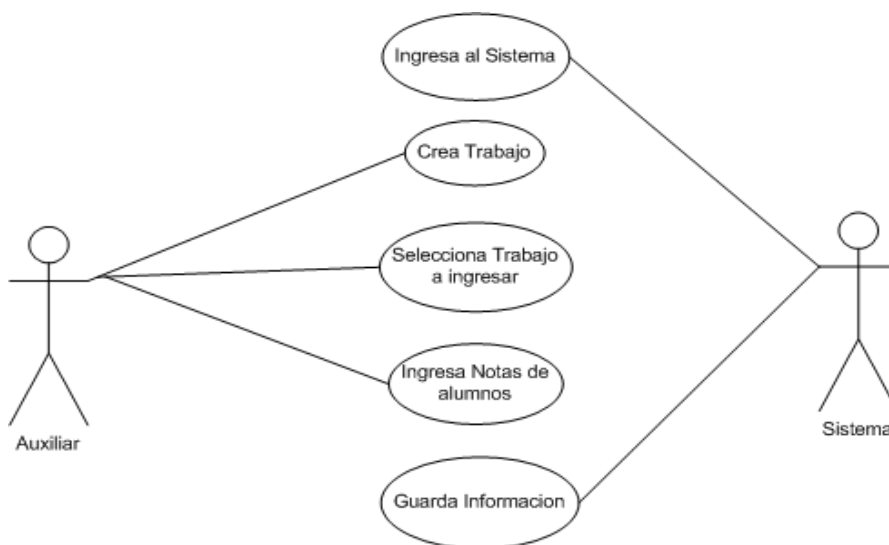 Ingresa al Sistema
Crea Trabajo
Selecciona Trabajo
a ingresar
Ingresa Notas de
alumnos
Guarda Informacion
Auxiliar
Sistema